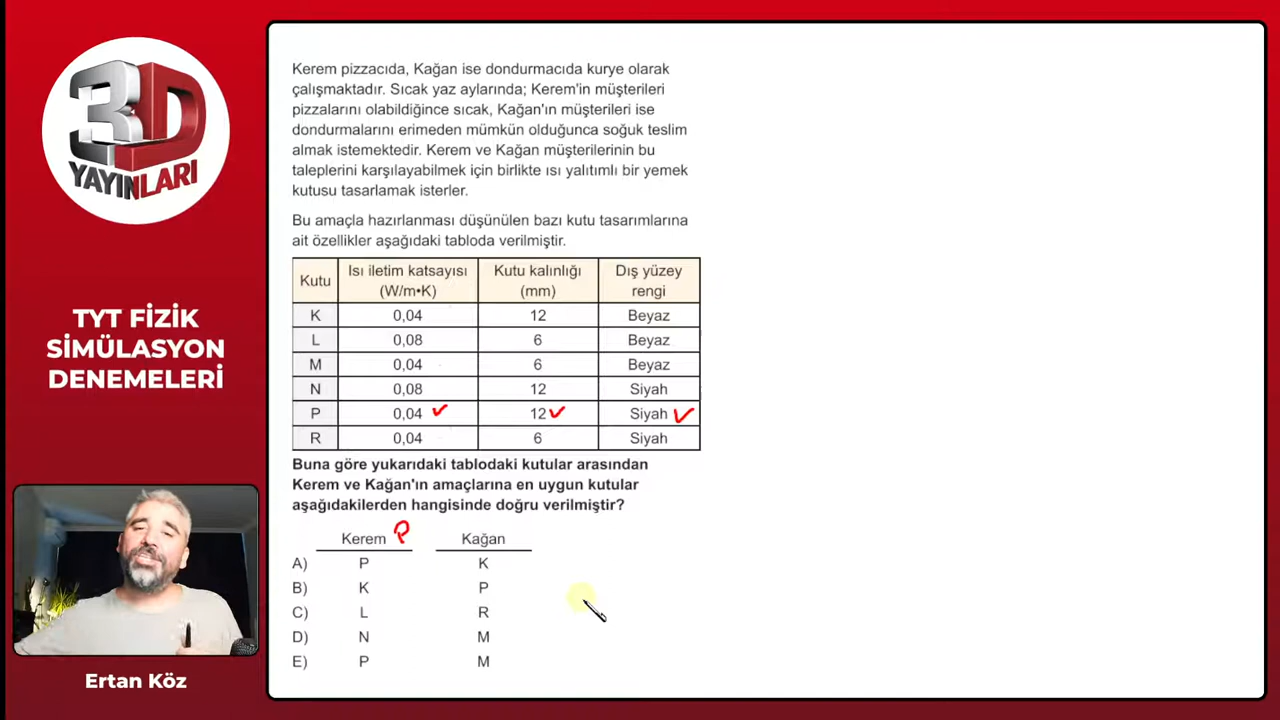 3D
YAYINLARI
TYT FİZİK
SİMÜLASYON
DENEMELERİ
Ertan Köz
Kerem pizzacıda, Kağan ise dondurmacıda kurye olarak
çalışmaktadır. Sıcak yaz aylarında; Kerem'in müşterileri
pizzalarını olabildiğince sıcak, Kağan'ın müşterileri ise
dondurmalarını erimeden mümkün olduğunca soğuk teslim
almak istemektedir. Kerem ve Kağan müşterilerinin bu
taleplerini karşılayabilmek için birlikte ısı yalıtımlı bir yemek
kutusu tasarlamak isterler.
Bu amaçla hazırlanması düşünülen bazı kutu tasarımlarına
ait özellikler aşağıdaki tabloda verilmiştir.
Kutu Isı iletim katsayısı (W/m•K) Kutu kalınlığı (mm) Dış yüzey rengi
K 0,04 12 Beyaz
L 0,08 6 Beyaz
M 0,04 6 Beyaz
N 0,08 12 Siyah
P 0,04 ✓ 12 ✓ Siyah ✓
R 0,04 6 Siyah
Buna göre yukarıdaki tablodaki kutular arasından
Kerem ve Kağan'ın amaçlarına en uygun kutular
aşağıdakilerden hangisinde doğru verilmiştir?
Kerem P Kağan
A) P K
B) K P
C) L R
D) N M
E) P M